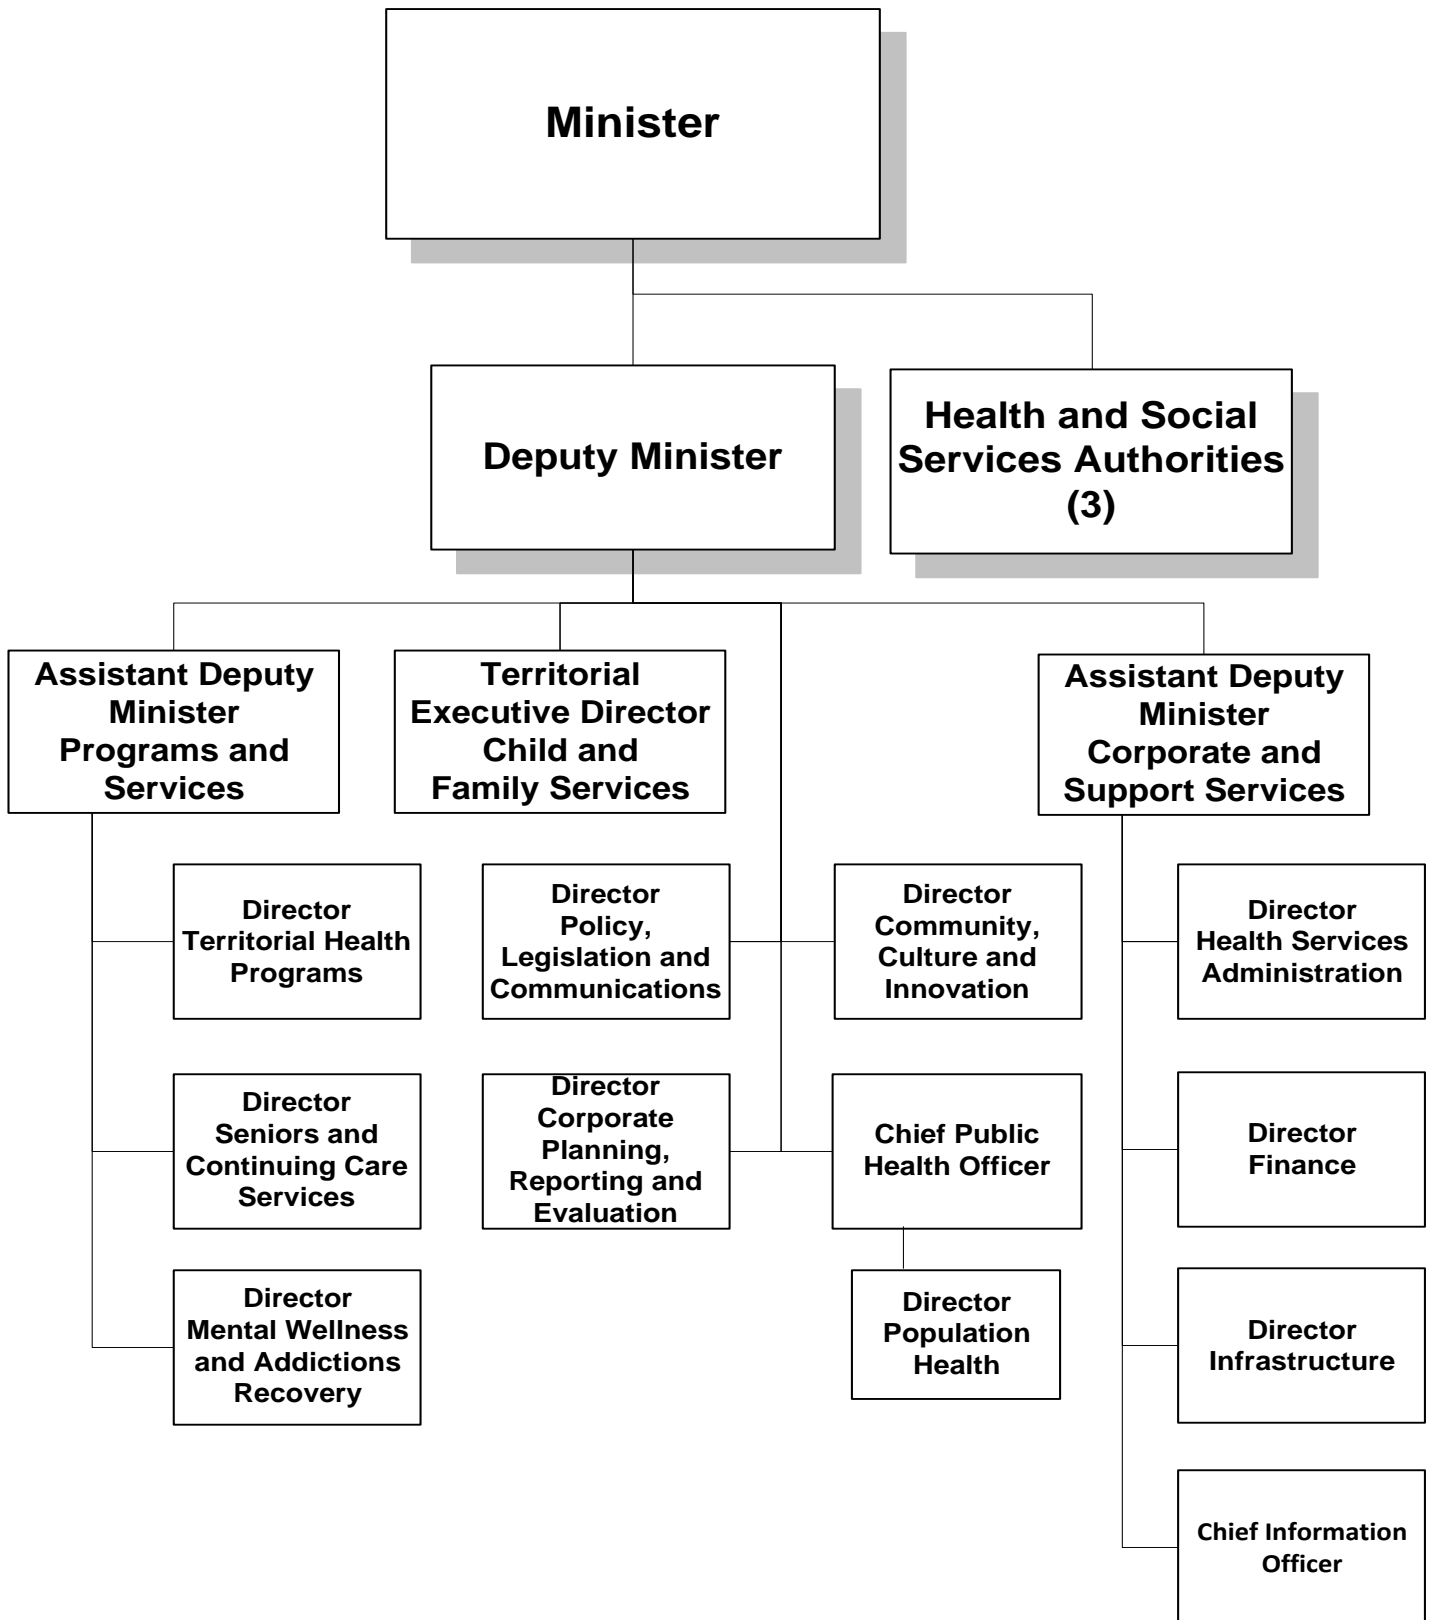 Minister
Deputy Minister
Health and Social
Services Authorities
(3)
Assistant Deputy
Minister
Programs and
Services
Territorial
Executive Director
Child and
Family Services
Assistant Deputy
Minister
Corporate and
Support Services
Director
Territorial Health
Programs
Director
Policy,
Legislation and
Communications
Director
Community,
Culture and
Innovation
Director
Health Services
Administration
Director
Seniors and
Continuing Care
Services
Director
Corporate
Planning,
Reporting and
Evaluation
Chief Public
Health Officer
Director
Finance
Director
Mental Wellness
and Addictions
Recovery
Director
Population
Health
Director
Infrastructure
Chief Information
Officer